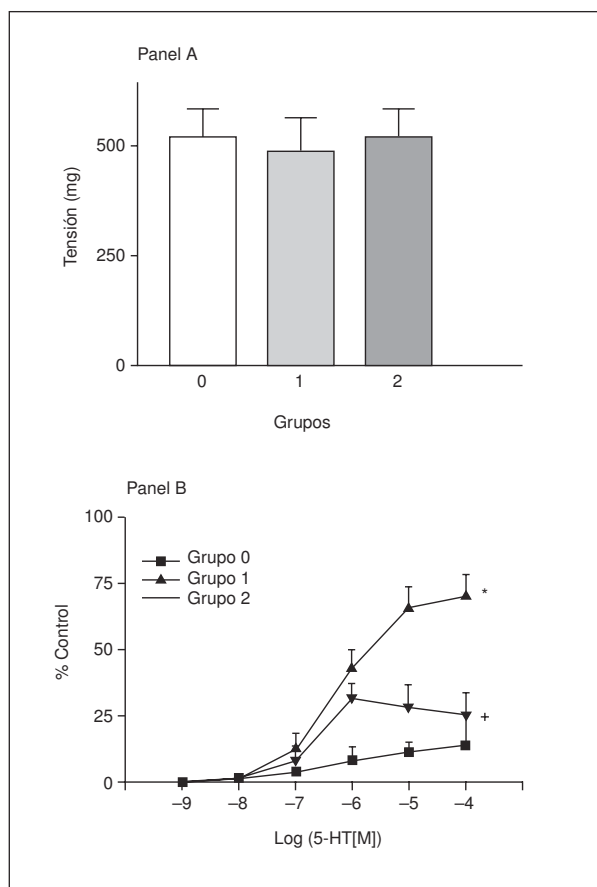 Panel A
500
250
0
Tensión (mg)
0 1 2
Grupos
Panel B
100
75
50
25
0
% Control
Grupo 0
Grupo 1
Grupo 2
*
+
–9 –8 –7 –6 –5 –4
Log (5-HT[M])